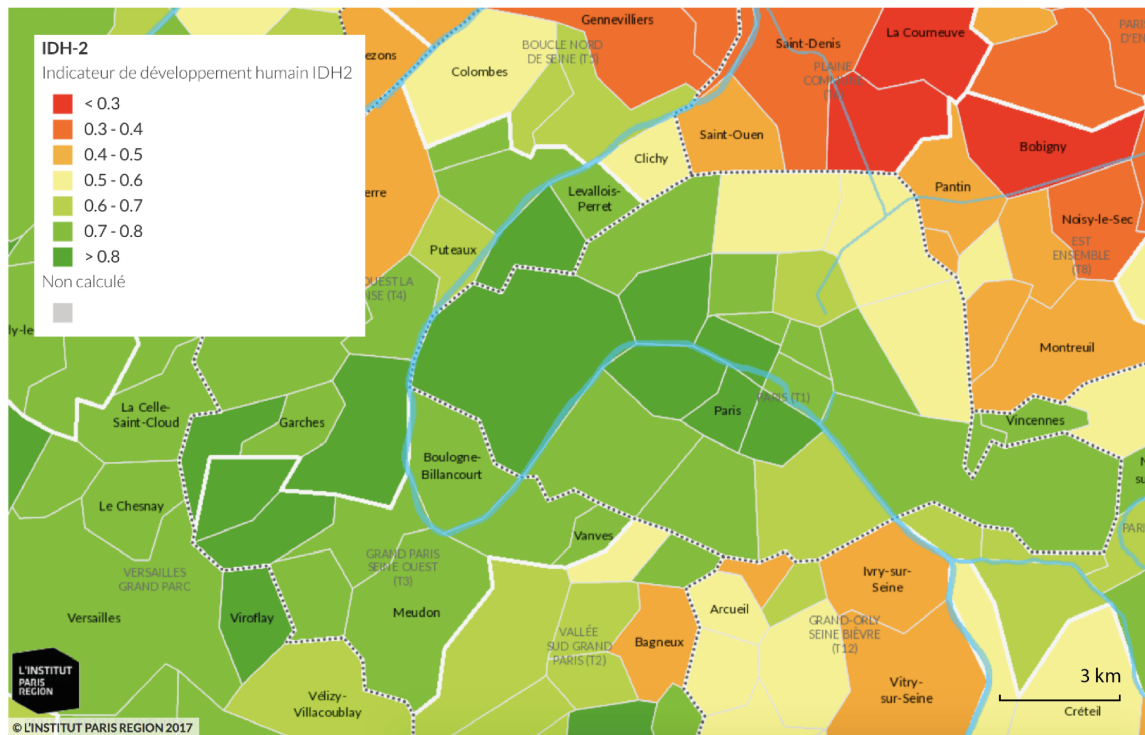 IDH-2
Indicateur de développement humain IDH2
< 0.3
0.3 - 0.4
0.4 - 0.5
0.5 - 0.6
0.6 - 0.7
0.7 - 0.8
> 0.8
Non calculé
Gennevilliers
La Courneuve
Saint-Denis
BOUCLE NORD
DE SEINE (T5)
Colombes
PLAINE
Saint-Ouen
Clichy
Bobigny
Levallois-
Perret
Pantin
Noisy-le-Sec
EST
ENSEMBLE
(T8)
Puteaux
Montreuil
La Celle-
Saint-Cloud
Garches
Paris
PARIS (T1)
Vincennes
Boulogne-
Billancourt
Le Chesnay
Vanves
GRAND PARIS
SEINE OUEST
(T3)
VERSAILLES
GRAND PARC
Ivry-sur-
Seine
Versailles
Viroflay
Meudon
Arcueil
GRAND-ORLY
SEINE BIÈVRE
(T12)
VALLÉE
SUD GRAND
PARIS (T2)
Bagneux
Vélizy-
Villacoublay
Vitry-
sur-Seine
Créteil
3 km
L'INSTITUT
PARIS
REGION
© L'INSTITUT PARIS REGION 2017